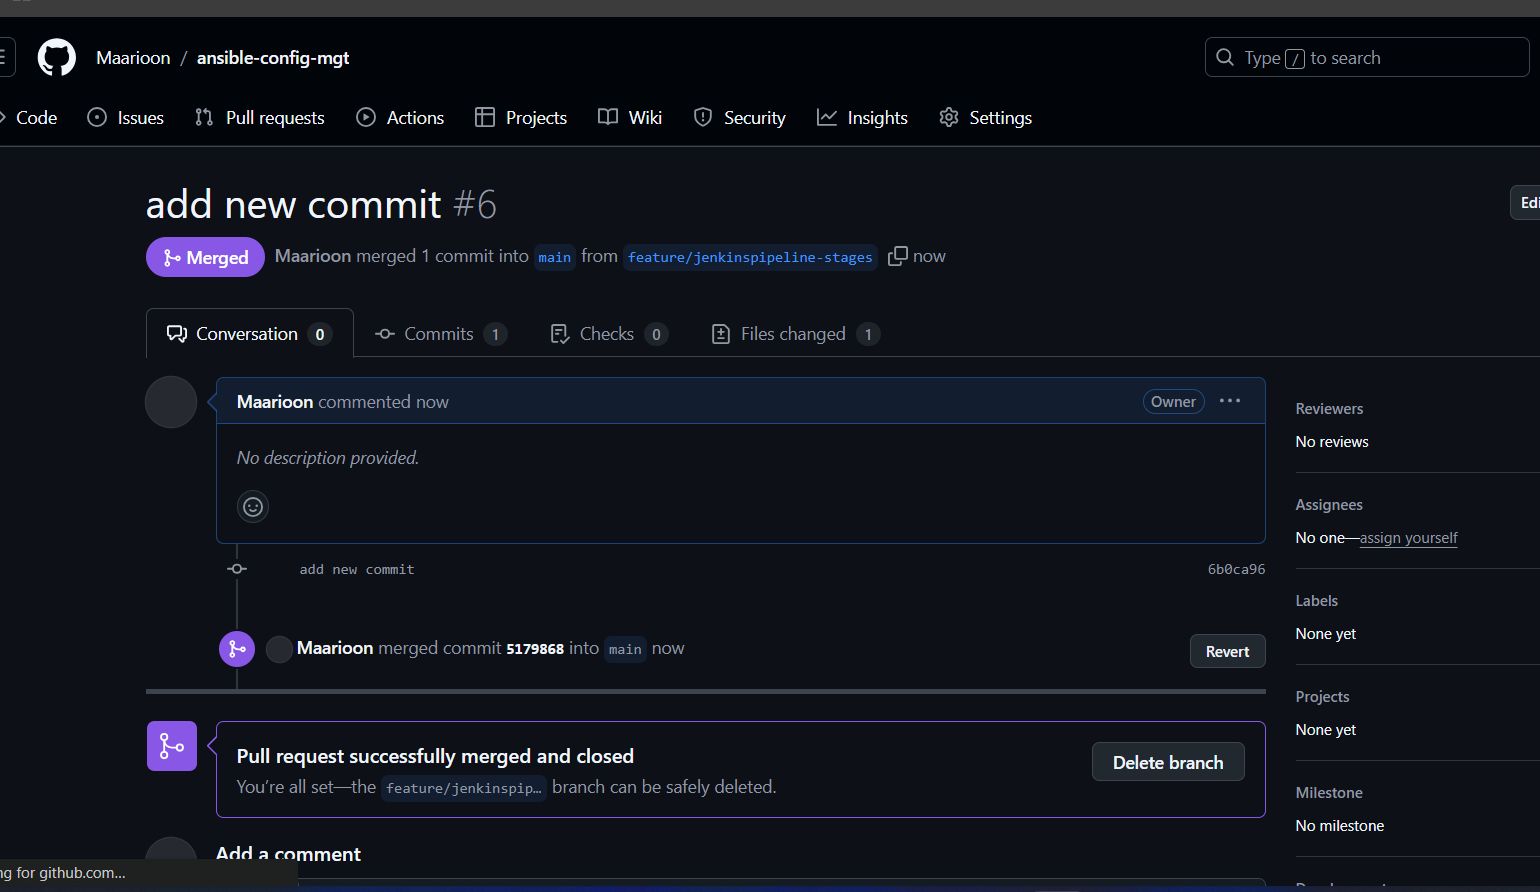 Maarioon / ansible-config-mgt
Type / to search
Code Issues Pull requests Actions Projects Wiki Security Insights Settings
add new commit #6
Edi
Merged Maarioon merged 1 commit into main from feature/jenkinspipeline-stages now
Conversation 0 Commits 1 Checks 0 Files changed 1
Maarioon commented now
Owner ...
No description provided.
add new commit 6b0ca96
Maarioon merged commit 5179868 into main now
Revert
Pull request successfully merged and closed
You're all set—the feature/jenkinspip… branch can be safely deleted.
Delete branch
Add a comment
Reviewers
No reviews
Assignees
No one—assign yourself
Labels
None yet
Projects
None yet
Milestone
No milestone
ng for github.com...